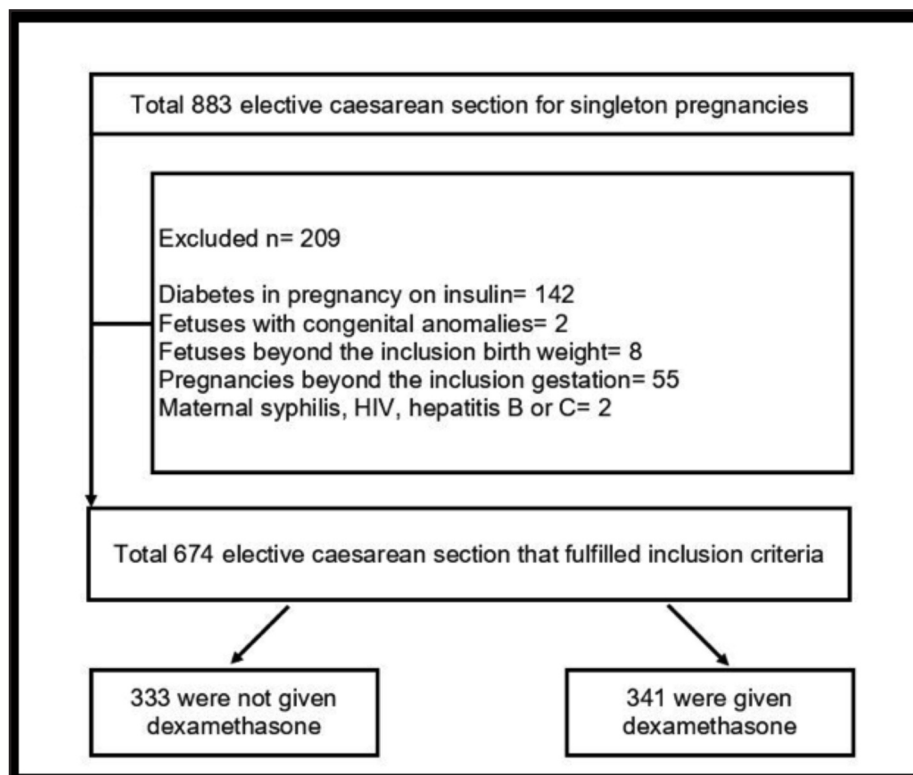 Total 883 elective caesarean section for singleton pregnancies
Excluded n= 209
Diabetes in pregnancy on insulin= 142
Fetuses with congenital anomalies= 2
Fetuses beyond the inclusion birth weight= 8
Pregnancies beyond the inclusion gestation= 55
Maternal syphilis, HIV, hepatitis B or C= 2
Total 674 elective caesarean section that fulfilled inclusion criteria
333 were not given
dexamethasone
341 were given
dexamethasone